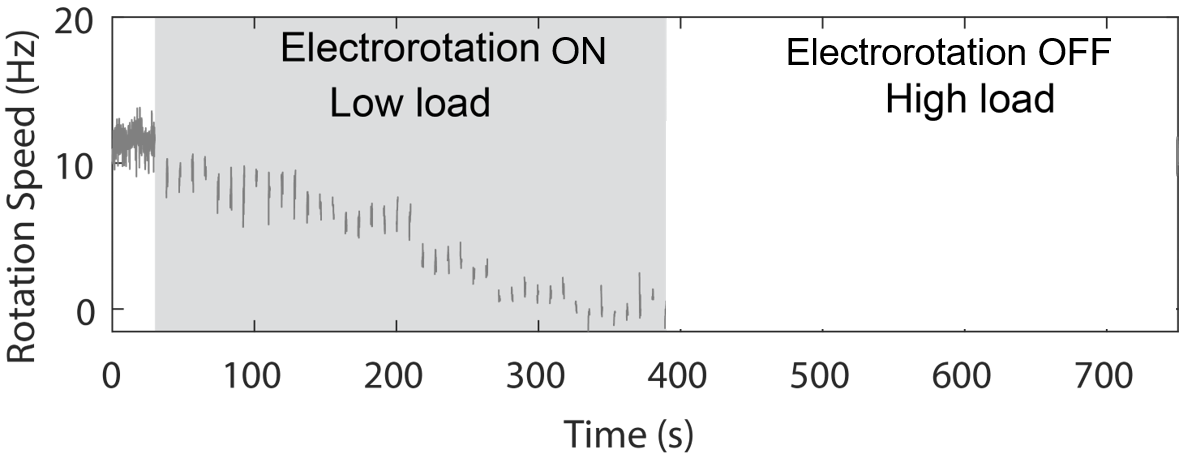 20
10
0
Rotation Speed (Hz)
Electrorotation ON
Low load
Electrorotation OFF
High load
0 100 200 300 400 500 600 700
Time (s)